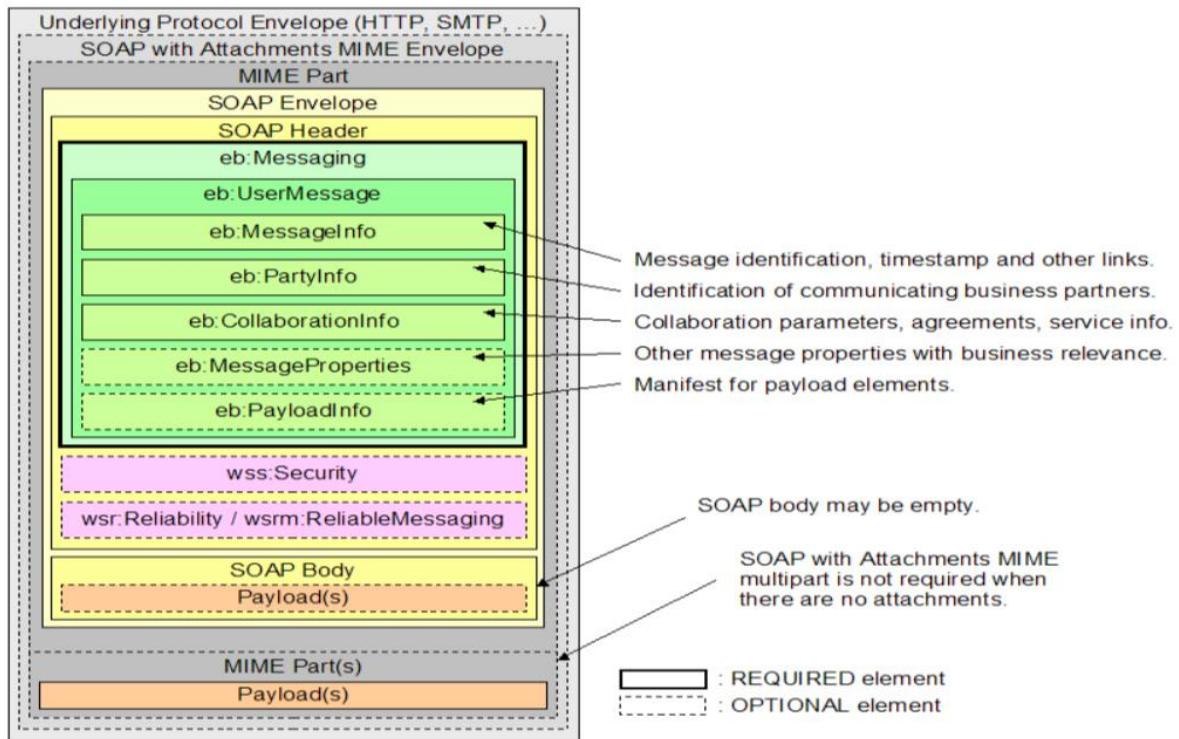 Underlying Protocol Envelope (HTTP, SMTP, ...)
SOAP with Attachments MIME Envelope
MIME Part
SOAP Envelope
SOAP Header
eb:Messaging
eb:UserMessage
eb:MessageInfo
eb:PartyInfo
eb:CollaborationInfo
eb:MessageProperties
eb:PayloadInfo
wss:Security
wsr:Reliability / wsrm:ReliableMessaging
SOAP Body
Payload(s)
MIME Part(s)
Payload(s)
Message identification, timestamp and other links.
Identification of communicating business partners.
Collaboration parameters, agreements, service info.
Other message properties with business relevance.
Manifest for payload elements.
SOAP body may be empty.
SOAP with Attachments MIME
multipart is not required when
there are no attachments.
: REQUIRED element
: OPTIONAL element